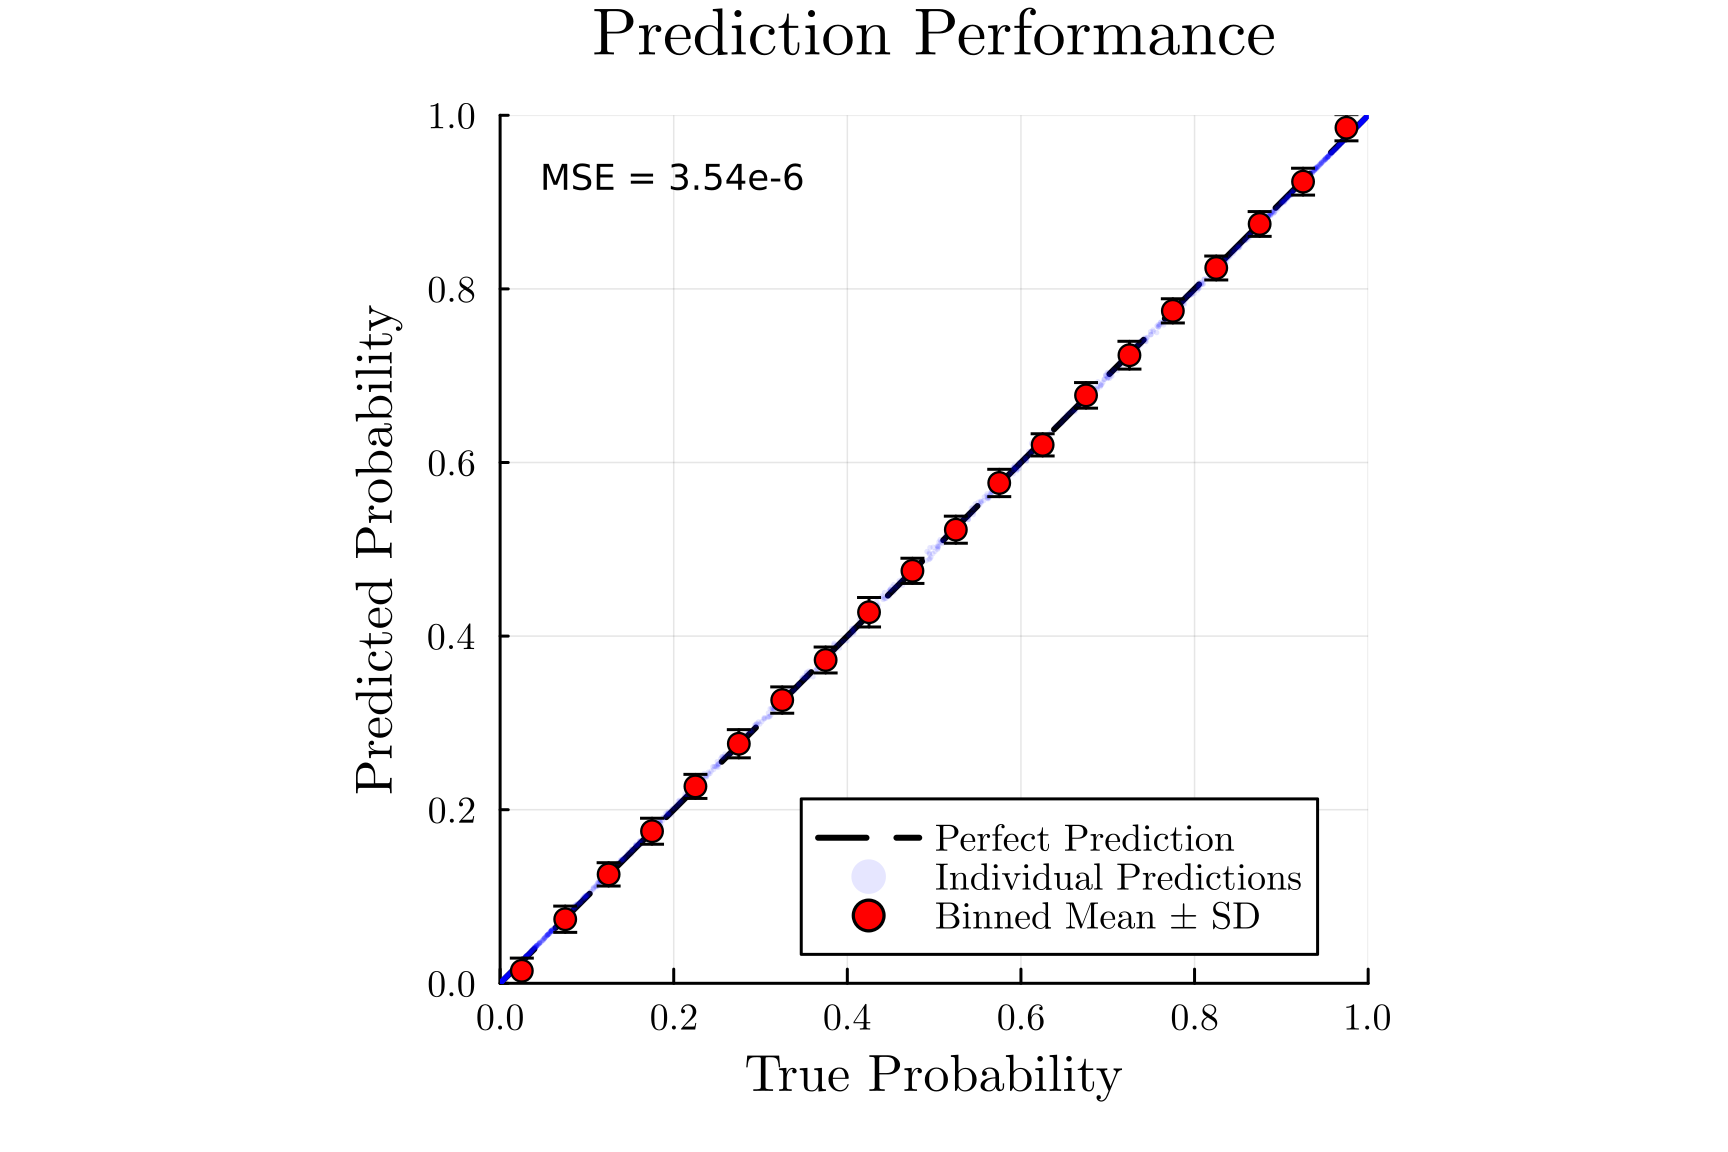 Prediction Performance
1.0
MSE = 3.54e-6
0.8
0.6
0.4
0.2
0.0
Predicted Probability
Perfect Prediction
Individual Predictions
Binned Mean ± SD
0.0 0.2 0.4 0.6 0.8 1.0
True Probability